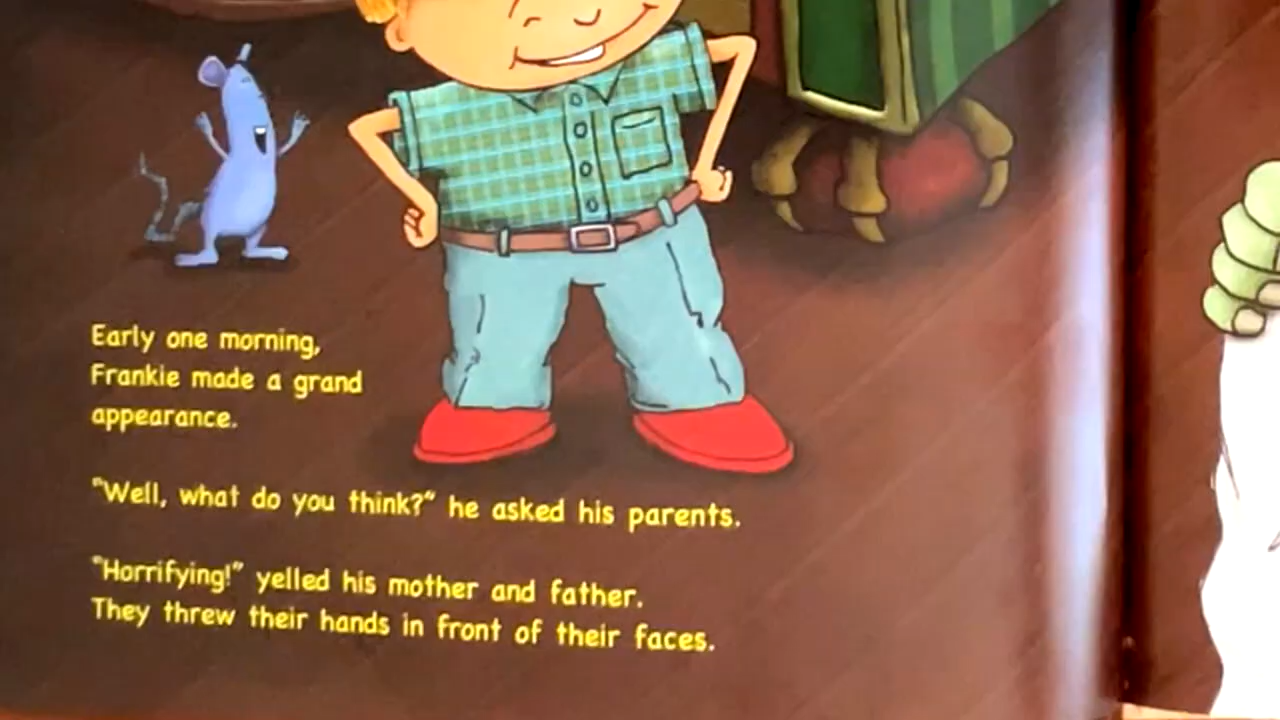 Early one morning,
Frankie made a grand
appearance.
"Well, what do you think?" he asked his parents.
"Horrifying!" yelled his mother and father.
They threw their hands in front of their faces.